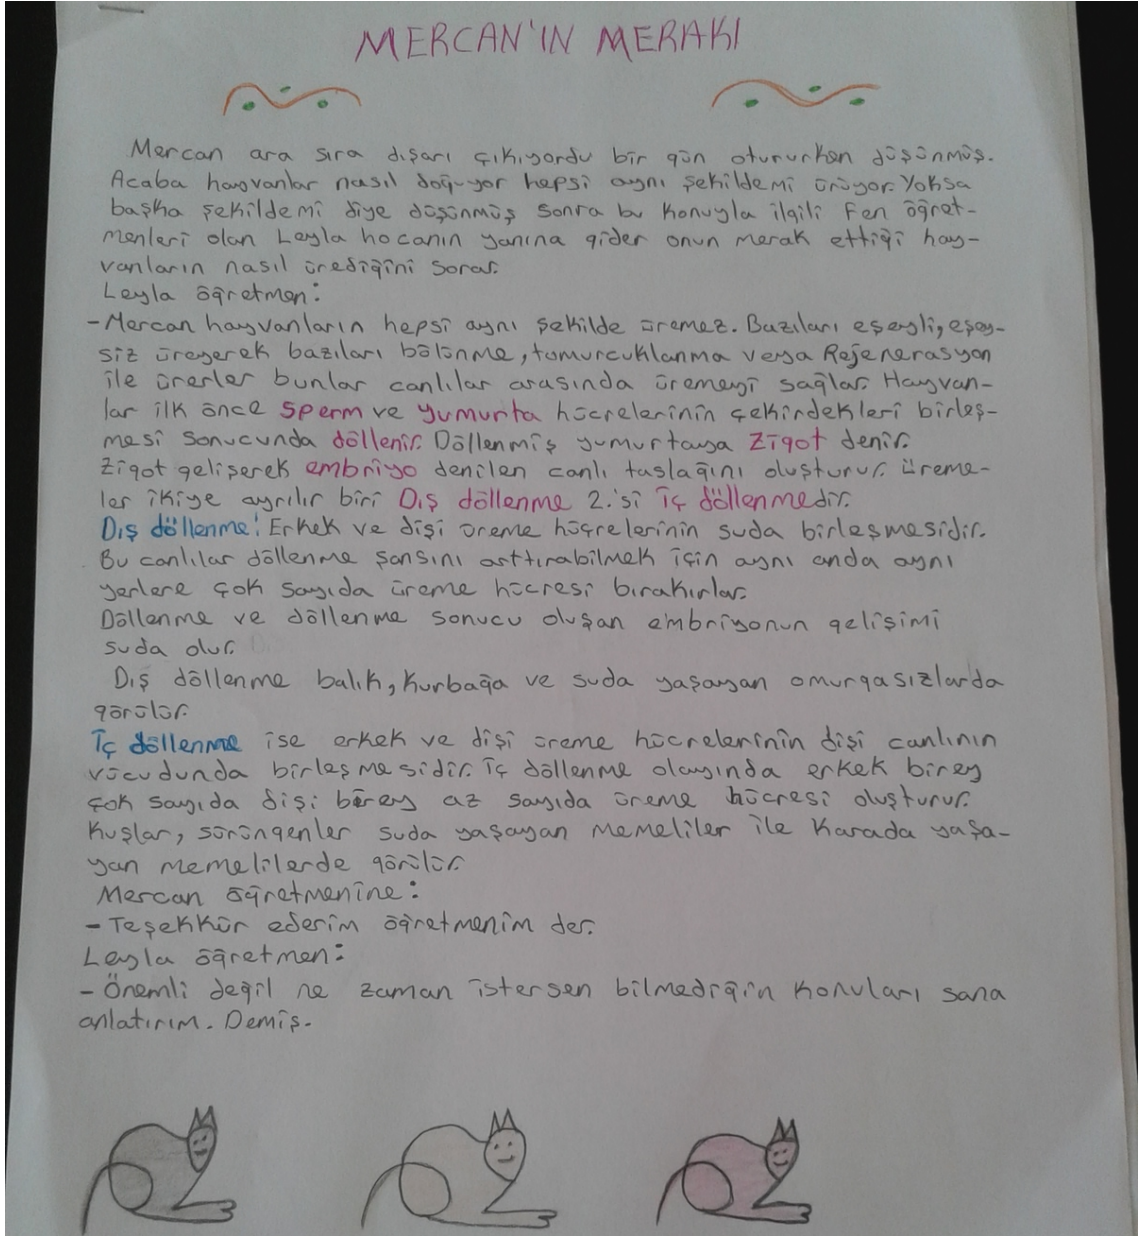 MERCAN'IN MERAKI
Mercan ara sıra dışarı çıkıyordu bir gün otururken düşünmüş.
Acaba hayvanlar nasıl doğuyor hepsi aynı şekildemi ürüyor. Yoksa
başka şekildemi diye düşünmüş sonra bu konuyla ilgili Fen öğret-
menleri olan Leyla hocanın yanına gider onun merak ettiği hay-
vanların nasıl ürediğini sorar.
Leyla öğretmen:
-Mercan hayvanların hepsi aynı şekilde üremez. Bazıları eşeyli, eşey-
siz üreyerek bazıları bölünme, tomurcuklanma veya Rejenerasyon
ile ürerler bunlar canlılar arasında üremeyi sağlar. Hayvan-
lar ilk önce sperm ve yumurta hücrelerinin çekirdekleri birleş-
mesi sonucunda döllenir. Döllenmiş yumurtaya Zigot denir.
Zigot gelişerek embriyo denilen canlı taslağını oluşturur. üreme-
ler ikiye ayrılır biri Dış döllenme 2.'si İç döllenmedir.
Dış döllenme: Erkek ve dişi üreme hücrelerinin suda birleşmesidir.
Bu canlılar döllenme şansını arttırabilmek için aynı anda aynı
yerlere çok sayıda üreme hücresi bırakırlar.
Döllenme ve döllenme sonucu oluşan embriyonun gelişimi
suda olur.
Dış döllenme balık, kurbağa ve suda yaşayan omurgasızlarda
görülür.
İç döllenme ise erkek ve dişi üreme hücrelerinin dişi canlının
vücudunda birleşmesidir. İç döllenme olayında erkek birey
çok sayıda dişi birey az sayıda üreme hücresi oluşturur.
Kuşlar, sürüngenler suda yaşayan memeliler ile karada yaşa-
yan memelilerde görülür.
Mercan öğretmenine:
- Teşekkür ederim öğretmenim der.
Leyla öğretmen:
- Önemli değil ne zaman istersen bilmediğin konuları sana
anlatırım. Demiş.